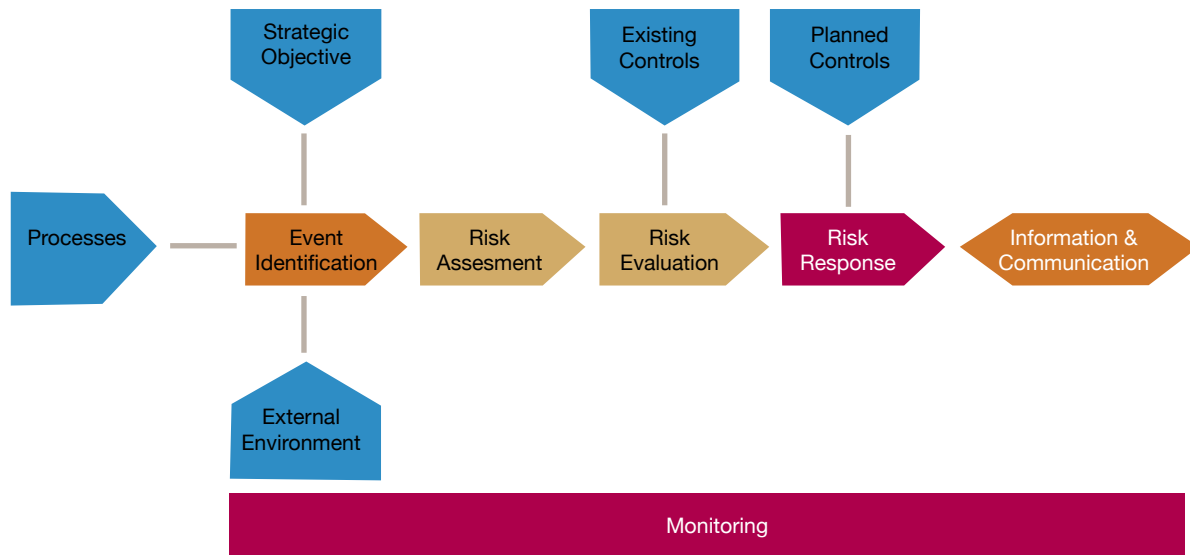 Strategic
Objective
Existing
Controls
Planned
Controls
Processes
Event
Identification
Risk
Assesment
Risk
Evaluation
Risk
Response
Information &
Communication
External
Environment
Monitoring